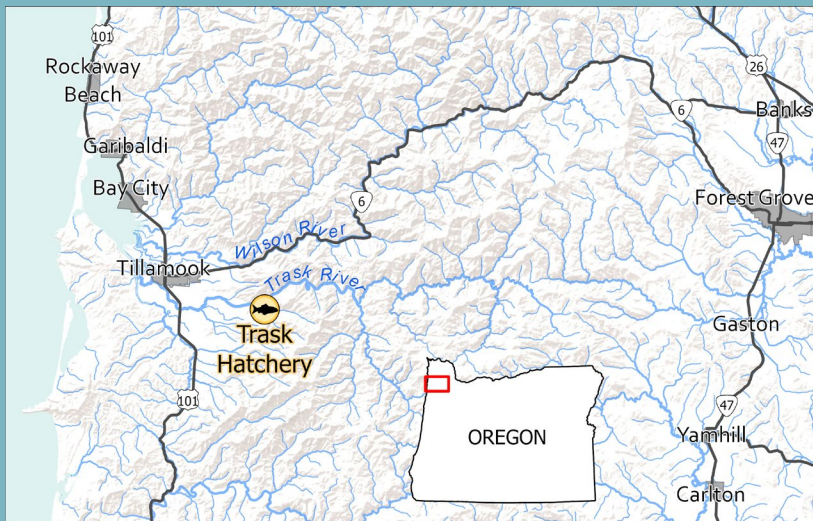 101
Rockaway
Beach
26
6
Banks
Garibaldi
47
Bay City
6
Forest Grove
Wilson River
Tillamook
Trask River
Trask
Hatchery
Gaston
101
47
OREGON
Yamhill
Carlton